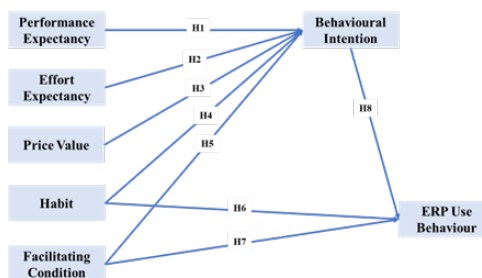 Performance
Expectancy
H1
Behavioural
Intention
H2
Effort
Expectancy
H3
H4
Price Value
H5
H8
Habit
H6
ERP Use
Behaviour
H7
Facilitating
Condition